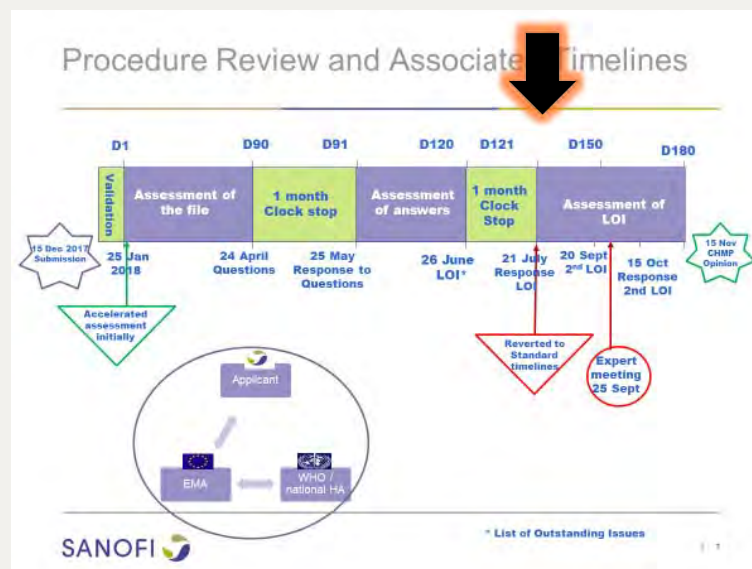 Procedure Review and Associate Timelines
D1
D90
D91
D120
D121
D150
D180
Validation
Assessment of
the file
1 month
Clock stop
Assessment
of answers
1 month
Clock
Stop
Assessment of
LOI
15 Dec 2017
Submission
25 Jan
2018
24 April
Questions
25 May
Response to
Questions
26 June
LOI*
21 July
Response
LOI
20 Sept
2nd LOI
15 Oct
Response
2nd LOI
15 Nov
CHMP
Opinion
Accelerated
assessment
initially
Reverted to
Standard
timelines
Expert
meeting
25 Sept
Applicant
EMA
WHO /
national HA
* List of Outstanding Issues
SANOFI